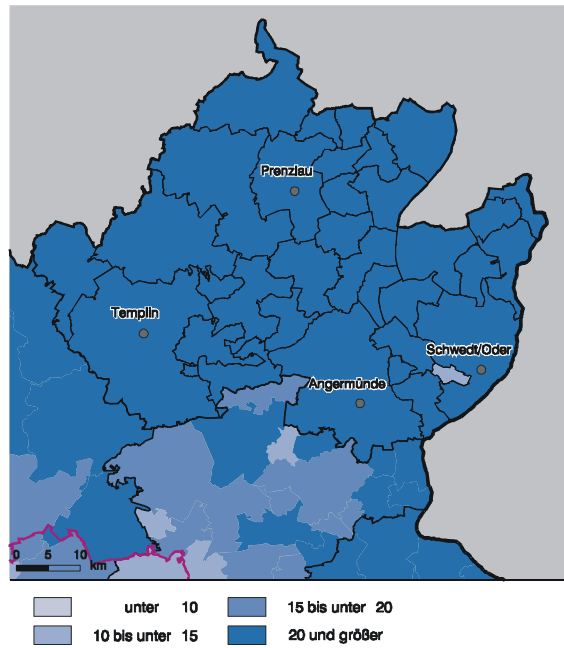 Prenzlau
Templin
Schwedt/Oder
Angermünde
0 5 10
km
unter 10
15 bis unter 20
10 bis unter 15
20 und größer